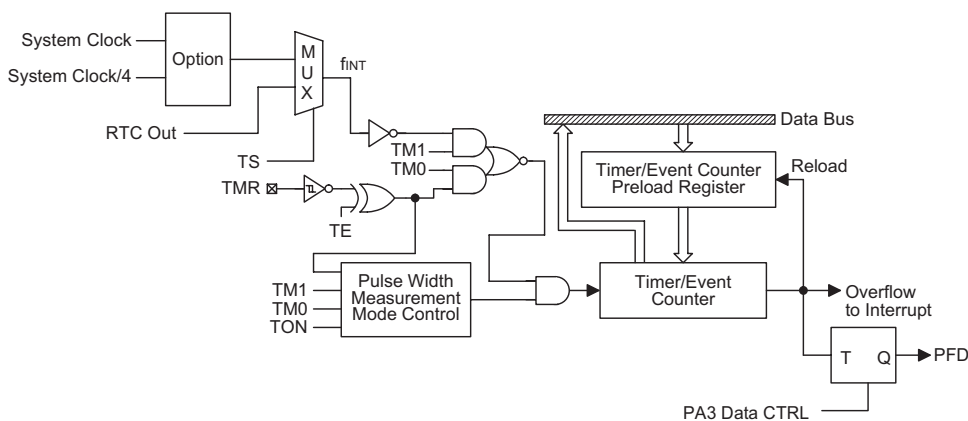 System Clock
System Clock/4
Option
M
U
X
fINT
RTC Out
TS
TM1
TM0
TMR
TE
Data Bus
Timer/Event Counter
Preload Register
Reload
TM1
TM0
TON
Pulse Width
Measurement
Mode Control
Timer/Event
Counter
Overflow
to Interrupt
T
Q
PFD
PA3 Data CTRL